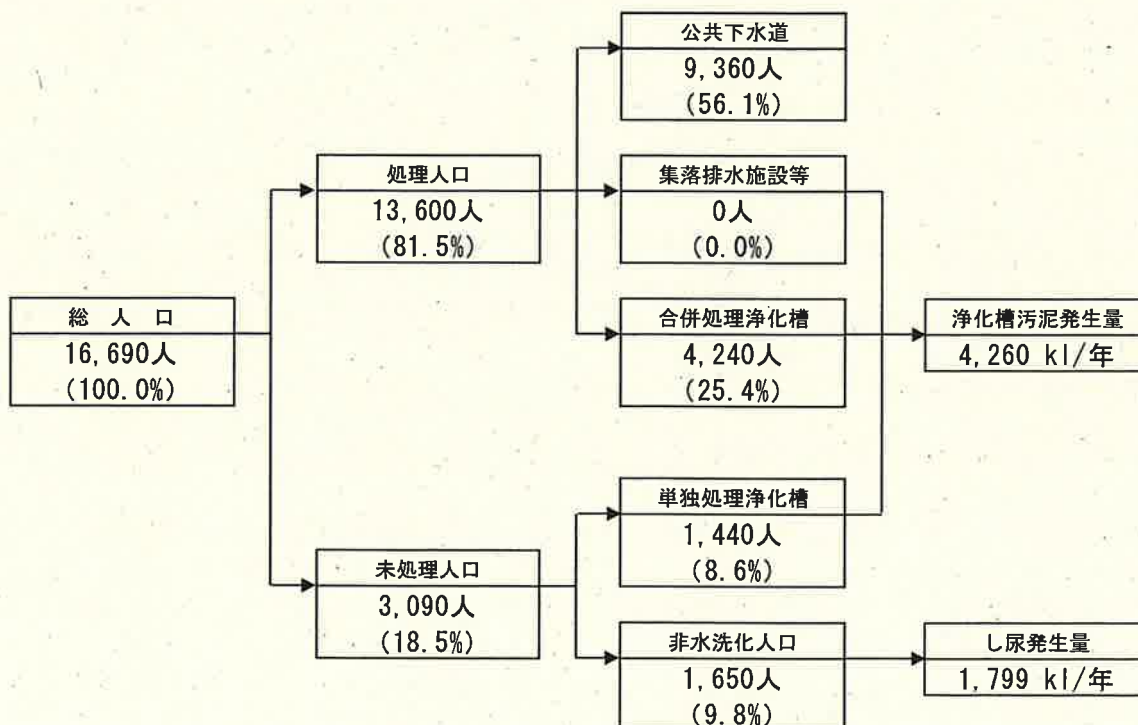 公共下水道
9,360人
(56.1%)
処理人口
13,600人
(81.5%)
集落排水施設等
0人
(0.0%)
総 人 口
16,690人
(100.0%)
合併処理浄化槽
4,240人
(25.4%)
浄化槽汚泥発生量
4,260 kl/年
単独処理浄化槽
1,440人
(8.6%)
未処理人口
3,090人
(18.5%)
非水洗化人口
1,650人
(9.8%)
し尿発生量
1,799 kl/年